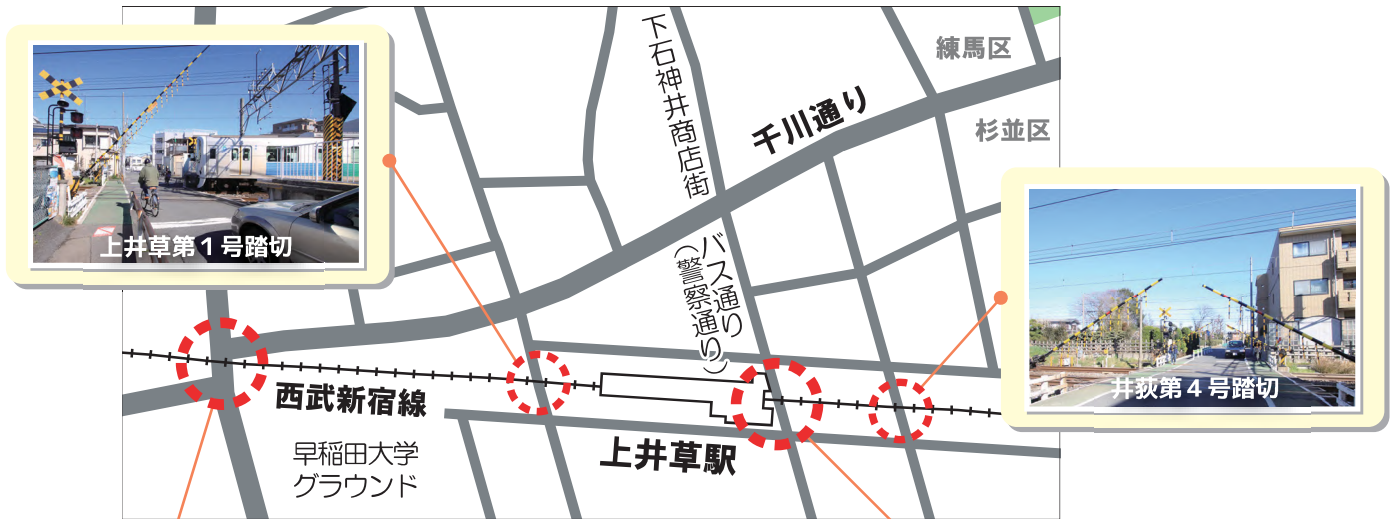 上井草第1号踏切
下石神井商店街
千川通り
練馬区
杉並区
バス通り
(警察通り)
井荻第4号踏切
西武新宿線
上井草駅
早稲田大学
グラウンド